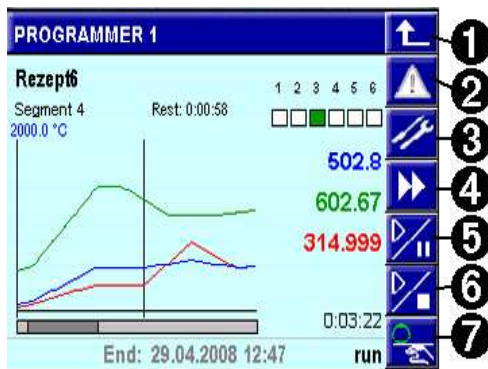 PROGRAMMER 1
Rezept6
1 2 3 4 5 6
Segment 4 Rest: 0:00:58
2000.0 °C
502.8
602.67
314.999
0:03:22
End: 29.04.2008 12:47 run
1
2
3
4
5
6
7